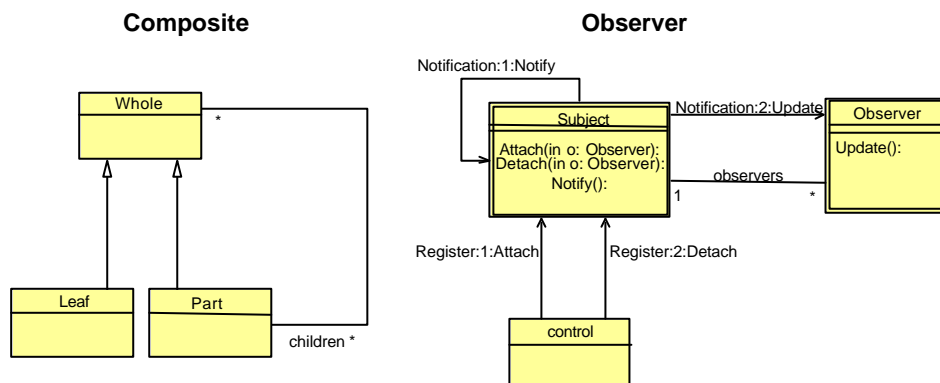 Composite
Observer
Whole
*
Leaf
Part
children *
Notification:1:Notify
Subject
Attach(in o: Observer):
Detach(in o: Observer):
Notify():
Notification:2:Update
Observer
Update():
observers
1
*
Register:1:Attach
Register:2:Detach
control